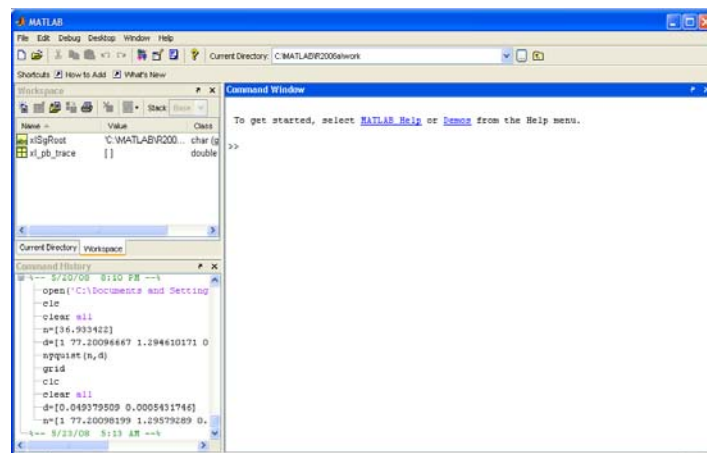 MATLAB
File Edit Debug Desktop Window Help
Current Directory: C:\MATLAB\R2006a\work
Shortcuts How to Add What's New
Workspace
Stack: Base
Name Value Class
xlSgRoot 'C:\MATLAB\R200... char (g
xl_pb_trace [ ] double
Current Directory Workspace
Command History
%-- 5/20/08 8:10 PM --%
open('C:\Documents and Setting
clc
clear all
n=[36.933422]
d=[1 77.20096667 1.294610171 0
nyquist(n,d)
grid
clc
clear all
d=[0.049379509 0.0005431746]
n=[1 77.20098199 1.29579289 0.
%-- 5/23/08 5:13 AM --%
Command Window
To get started, select MATLAB Help or Demos from the Help menu.
>>